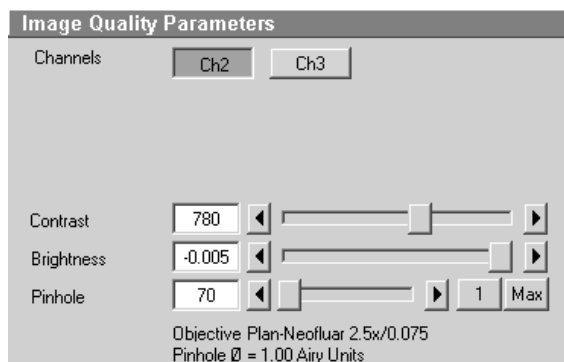 Image Quality Parameters
Channels Ch2 Ch3
Contrast 780
Brightness -0.005
Pinhole 70 1 Max
Objective Plan-Neofluar 2.5x/0.075
Pinhole Ø = 1.00 Airy Units